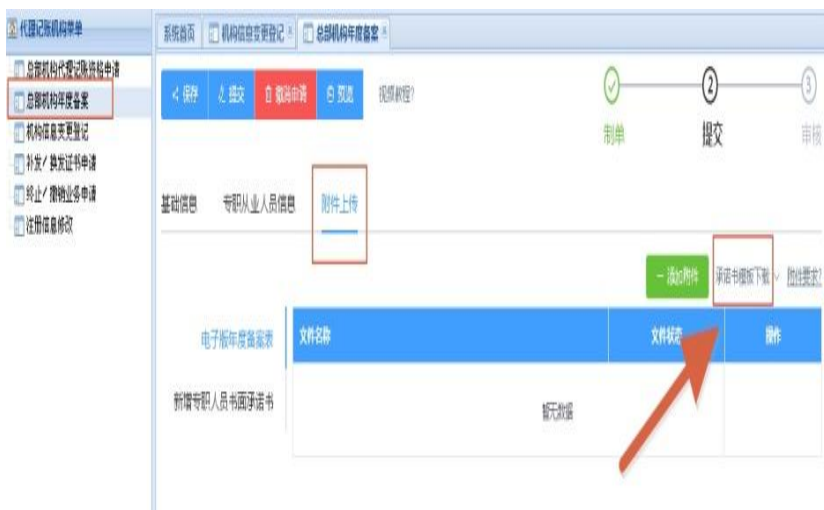 代理记账机构菜单
系统首页 机构信息变更登记 × 总部机构年度备案 ×
总部机构代理记账资格申请
总部机构年度备案
机构信息变更登记
补发/换发证书申请
终止/撤销业务申请
注册信息修改
保存 提交 撤消申请 预览 视频教程?
2 3
制单 提交 审核
基础信息 专职从业人员信息 附件上传
添加附件 承诺书模板下载 附件要求?
电子版年度备案表 文件名称 文件状态 操作
新增专职人员书面承诺书 暂无数据